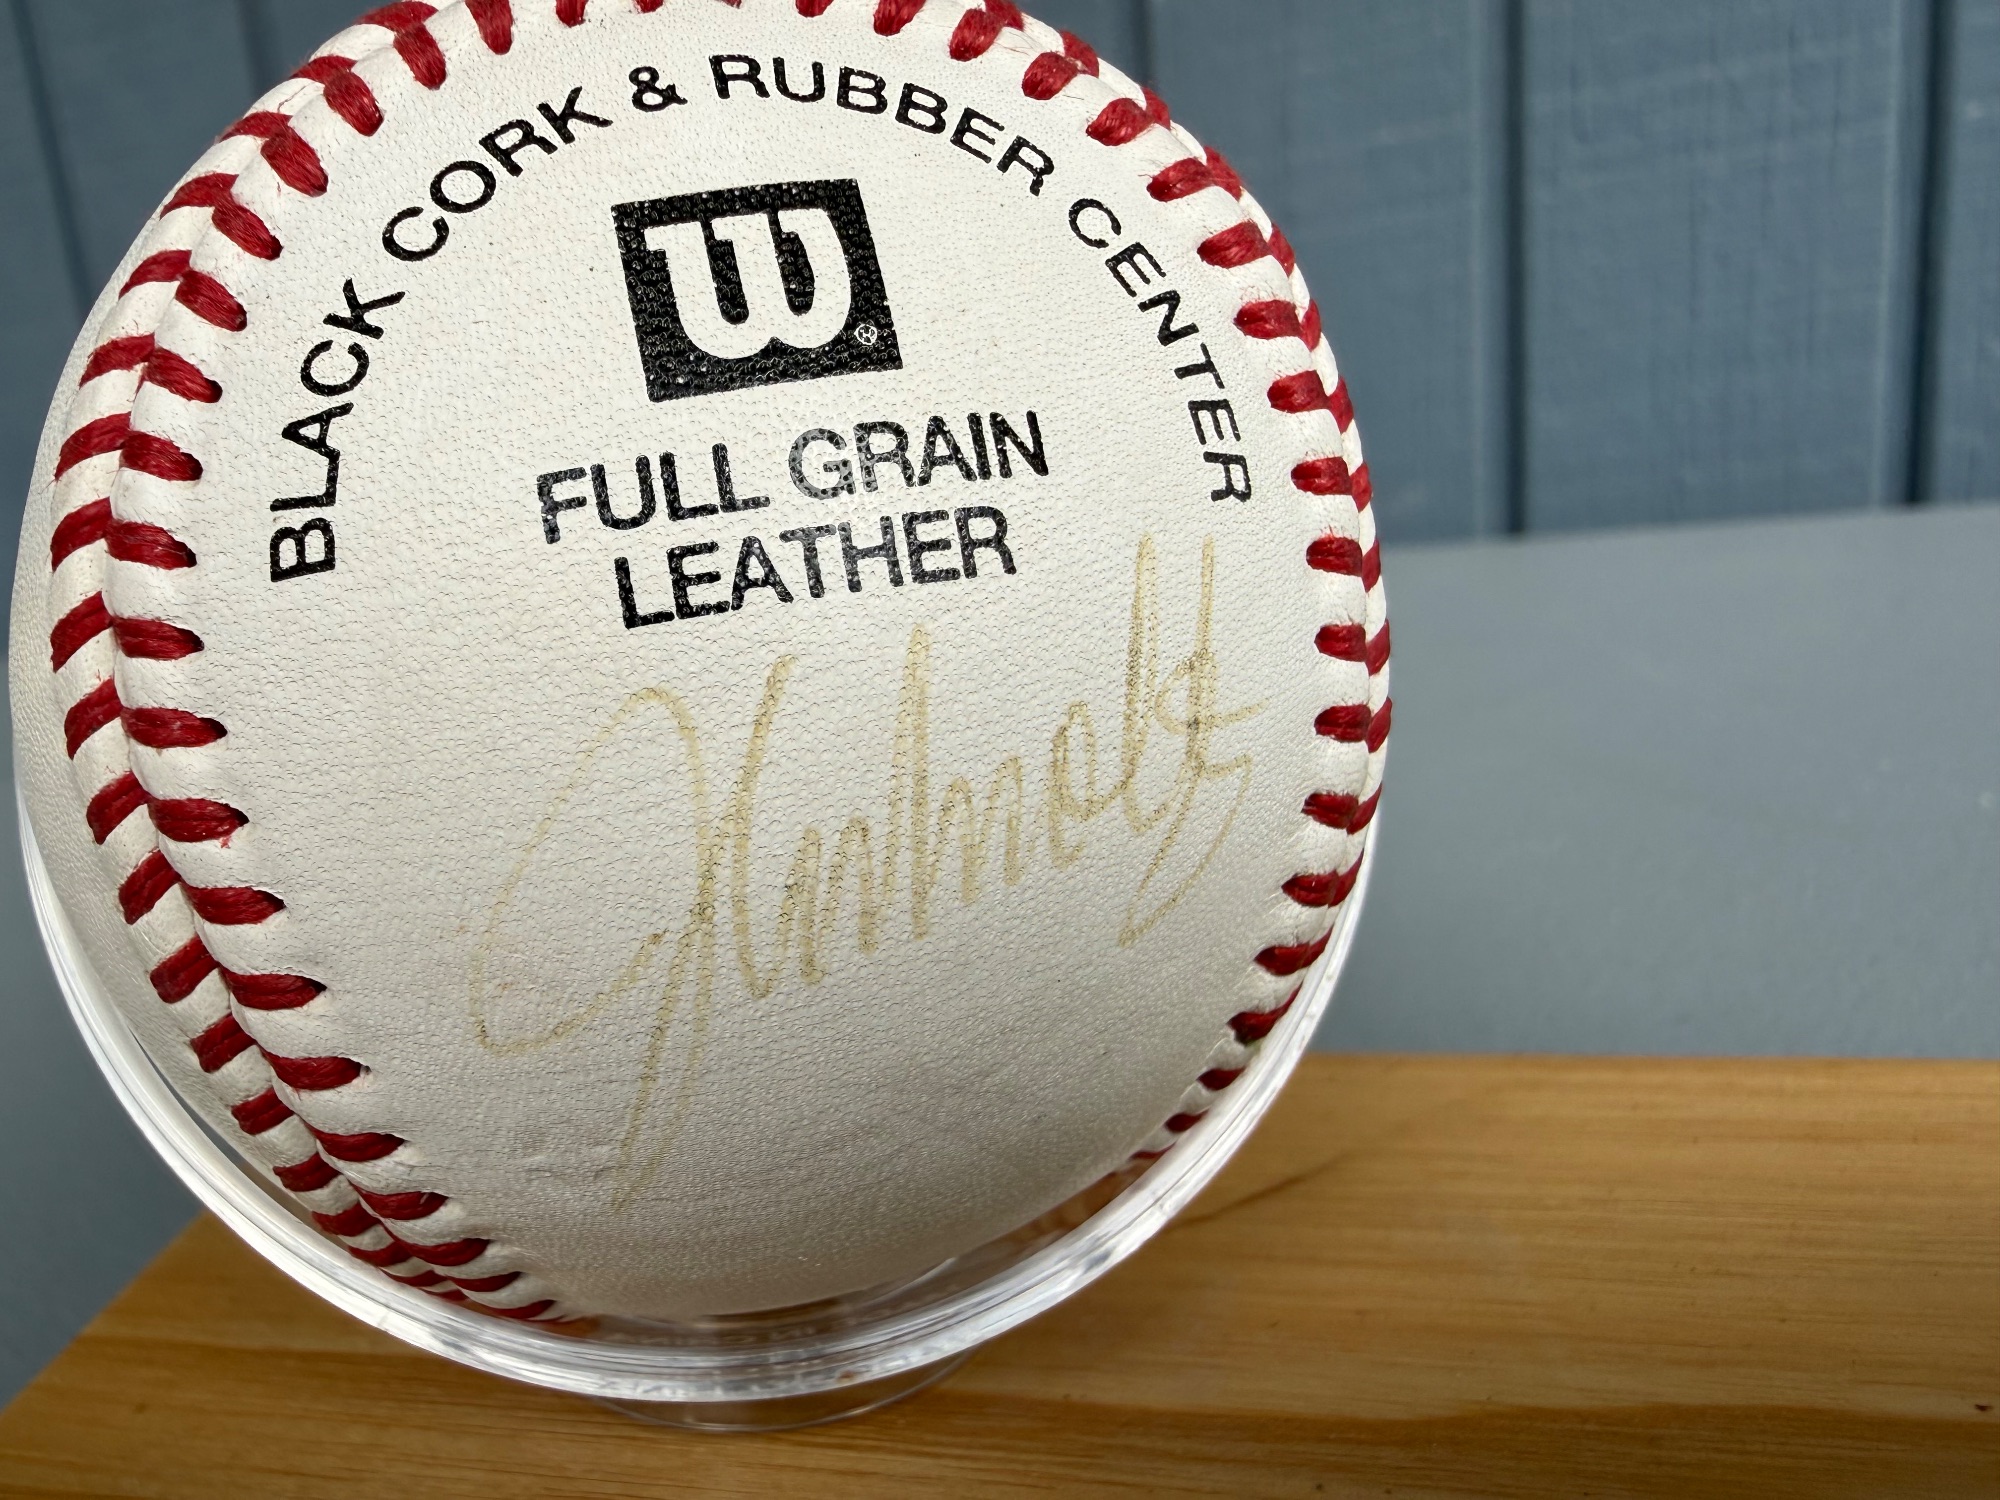 BLACK CORK & RUBBER CENTER
W®
FULL GRAIN
LEATHER